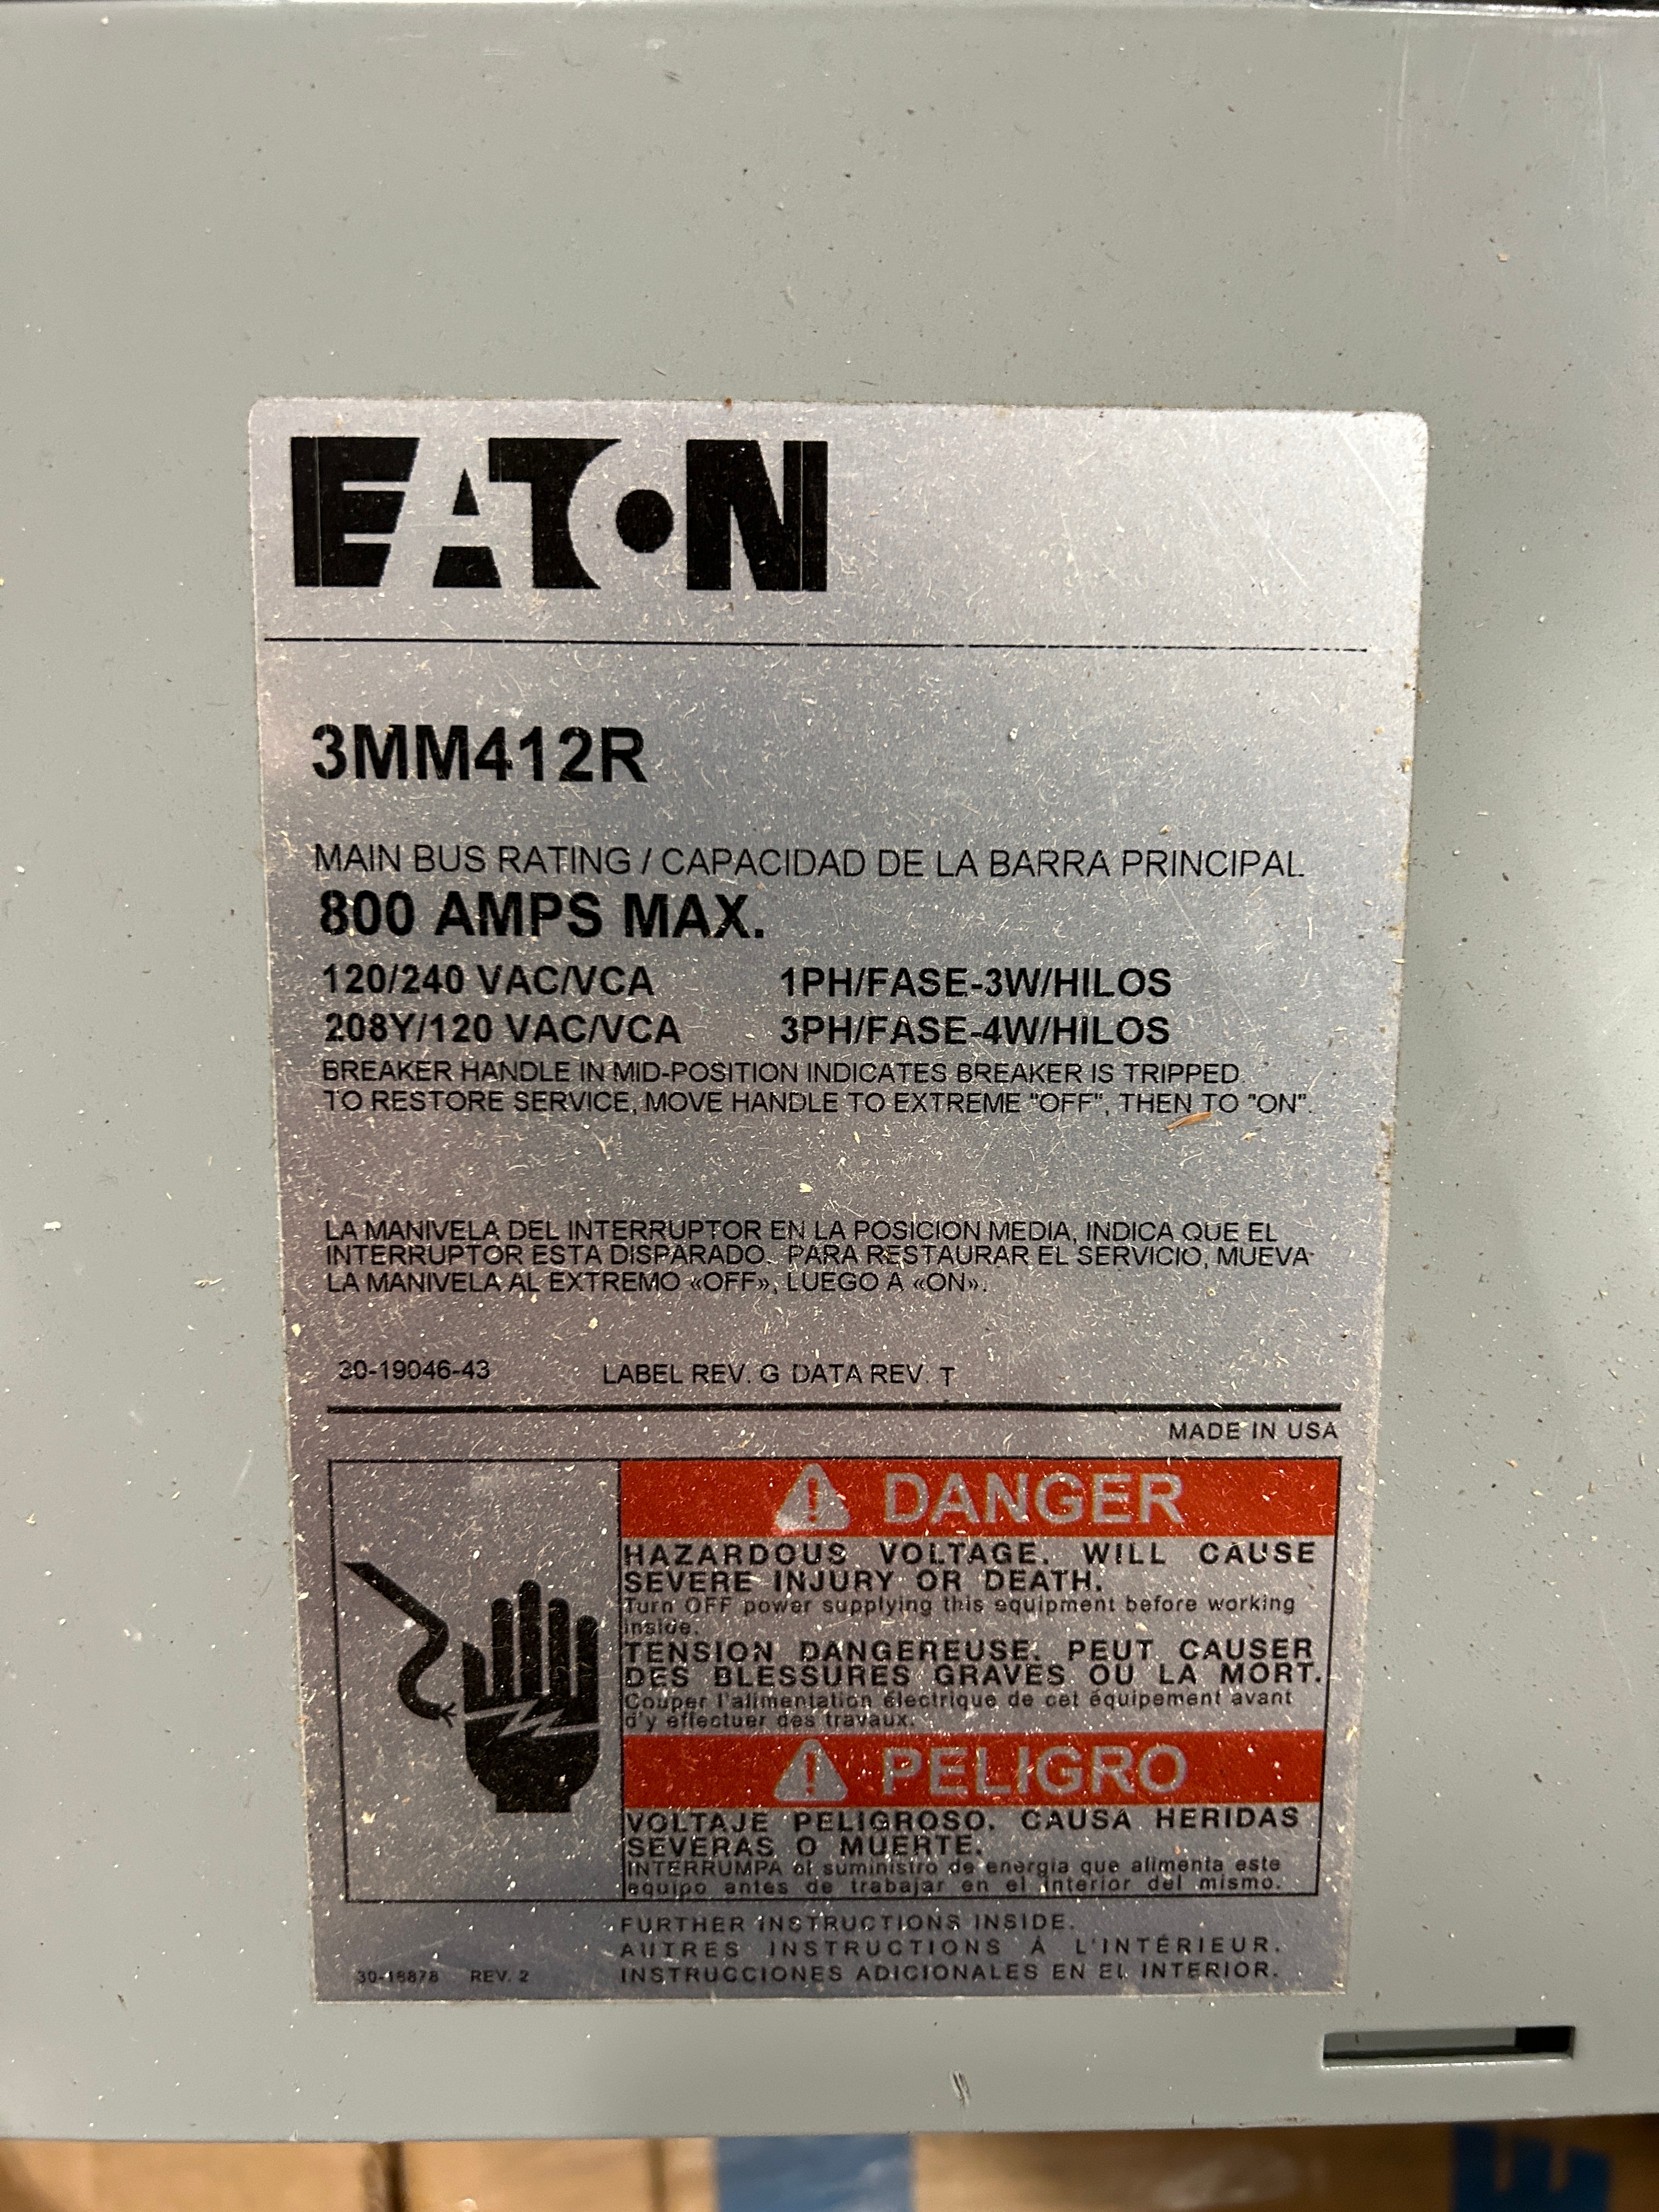 EATON
3MM412R
MAIN BUS RATING / CAPACIDAD DE LA BARRA PRINCIPAL
800 AMPS MAX.
120/240 VAC/VCA 1PH/FASE-3W/HILOS
208Y/120 VAC/VCA 3PH/FASE-4W/HILOS
BREAKER HANDLE IN MID-POSITION INDICATES BREAKER IS TRIPPED.
TO RESTORE SERVICE, MOVE HANDLE TO EXTREME "OFF", THEN TO "ON".
LA MANIVELA DEL INTERRUPTOR EN LA POSICION MEDIA, INDICA QUE EL
INTERRUPTOR ESTA DISPARADO. PARA RESTAURAR EL SERVICIO, MUEVA
LA MANIVELA AL EXTREMO «OFF», LUEGO A «ON».
30-19046-43 LABEL REV. G DATA REV. T
MADE IN USA
DANGER
HAZARDOUS VOLTAGE. WILL CAUSE
SEVERE INJURY OR DEATH.
Turn OFF power supplying this equipment before working
inside.
TENSION DANGEREUSE. PEUT CAUSER
DES BLESSURES GRAVES OU LA MORT.
Couper l'alimentation électrique de cet équipement avant
d'y effectuer des travaux.
PELIGRO
VOLTAJE PELIGROSO. CAUSA HERIDAS
SEVERAS O MUERTE.
INTERRUMPA el suministro de energia que alimenta este
equipo antes de trabajar en el interior del mismo.
FURTHER INSTRUCTIONS INSIDE.
AUTRES INSTRUCTIONS À L'INTÉRIEUR.
30-18878 REV. 2 INSTRUCCIONES ADICIONALES EN EL INTERIOR.